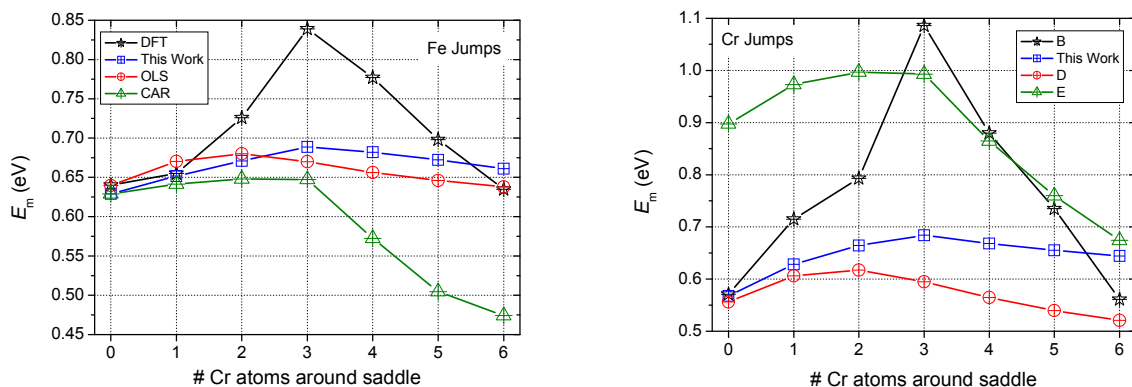 Fe Jumps
DFT
This Work
OLS
CAR
0.85
0.80
0.75
0.70
0.65
0.60
0.55
0.50
0.45
E_m (eV)
0 1 2 3 4 5 6
# Cr atoms around saddle
Cr Jumps
B
This Work
D
E
1.1
1.0
0.9
0.8
0.7
0.6
0.5
E_m (eV)
0 1 2 3 4 5 6
# Cr atoms around saddle